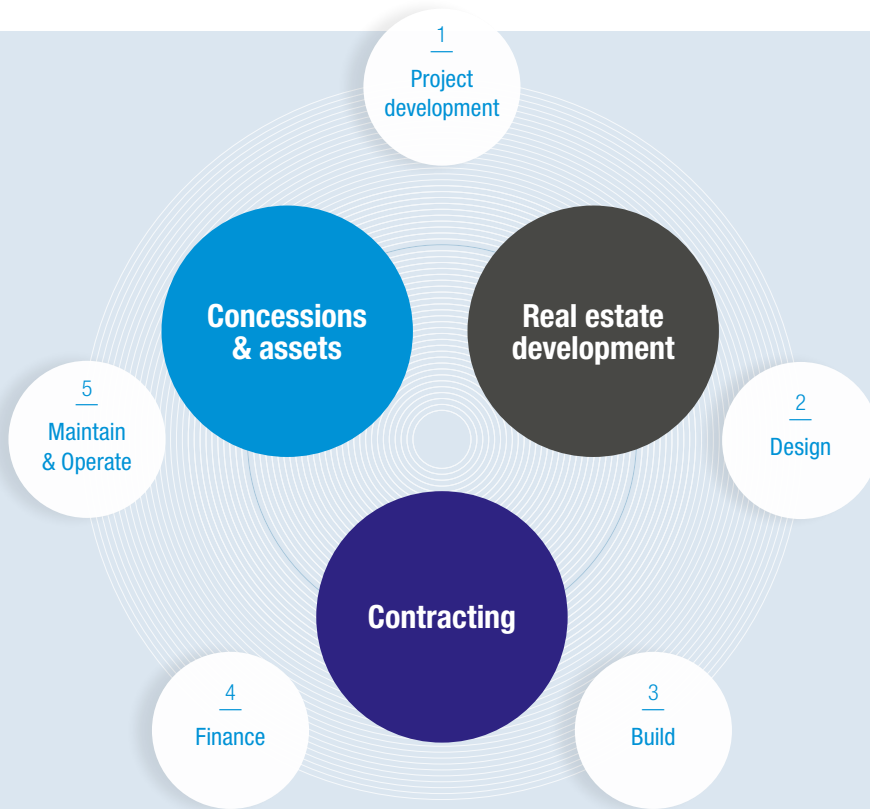 1
Project
development
Concessions
& assets
Real estate
development
5
Maintain
& Operate
2
Design
Contracting
4
Finance
3
Build